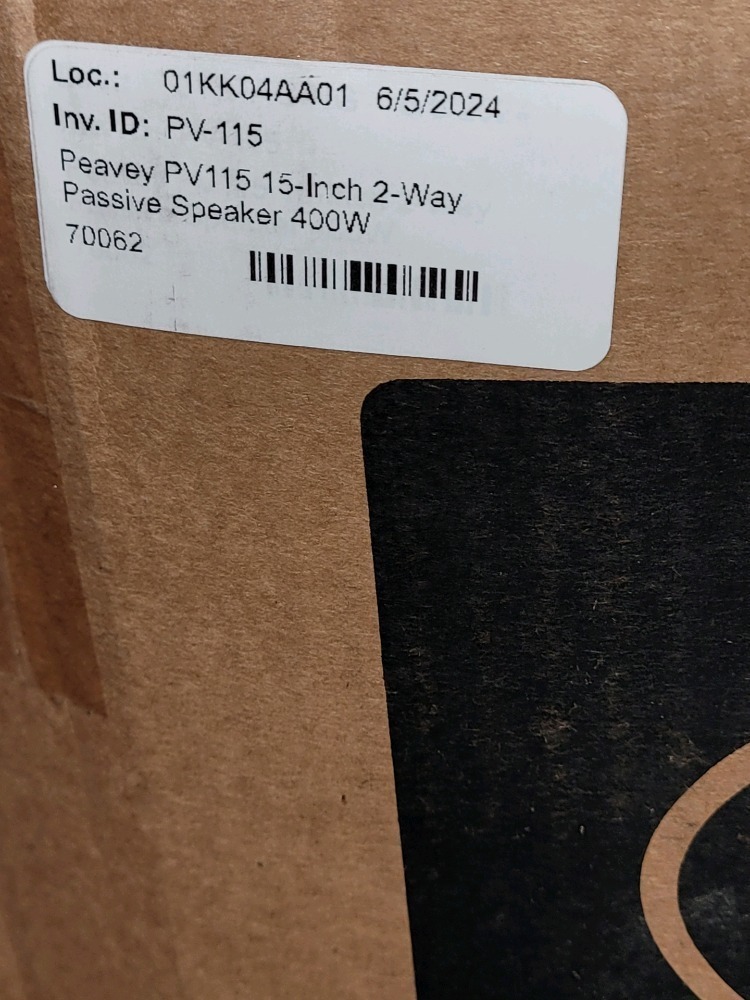 Loc.: 01KK04AA01 6/5/2024
Inv. ID: PV-115
Peavey PV115 15-Inch 2-Way
Passive Speaker 400W
70062